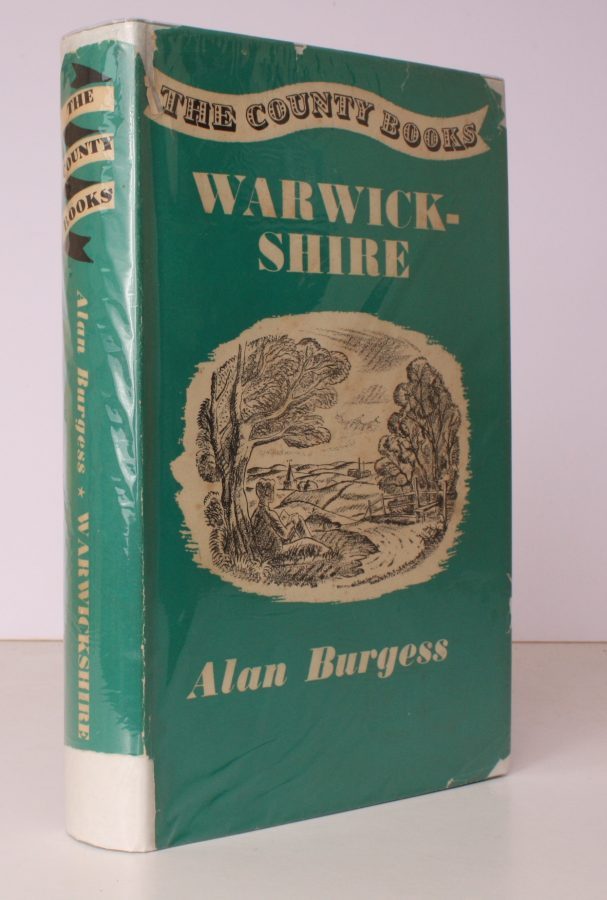 THE COUNTY BOOKS
WARWICK-
SHIRE
Alan Burgess
THE
COUNTY
BOOKS
Alan Burgess * WARWICKSHIRE